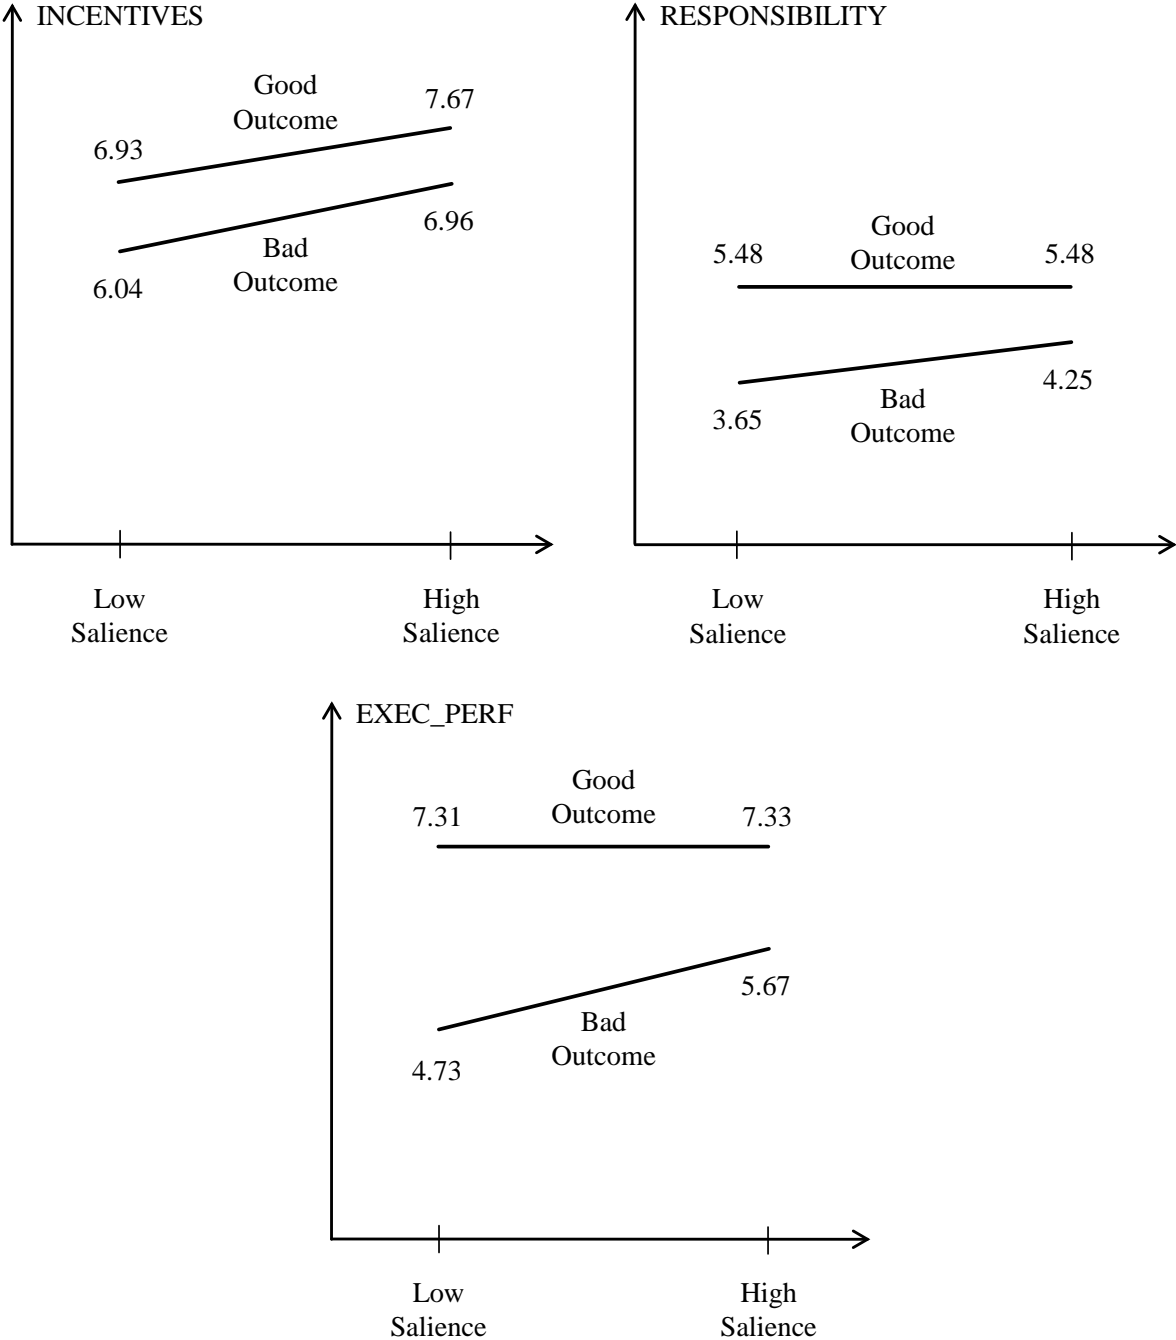 INCENTIVES
Good
Outcome
6.93
7.67
6.04
Bad
Outcome
6.96
Low
Salience
High
Salience
RESPONSIBILITY
Good
Outcome
5.48
5.48
3.65
Bad
Outcome
4.25
Low
Salience
High
Salience
EXEC_PERF
Good
Outcome
7.31
7.33
4.73
Bad
Outcome
5.67
Low
Salience
High
Salience